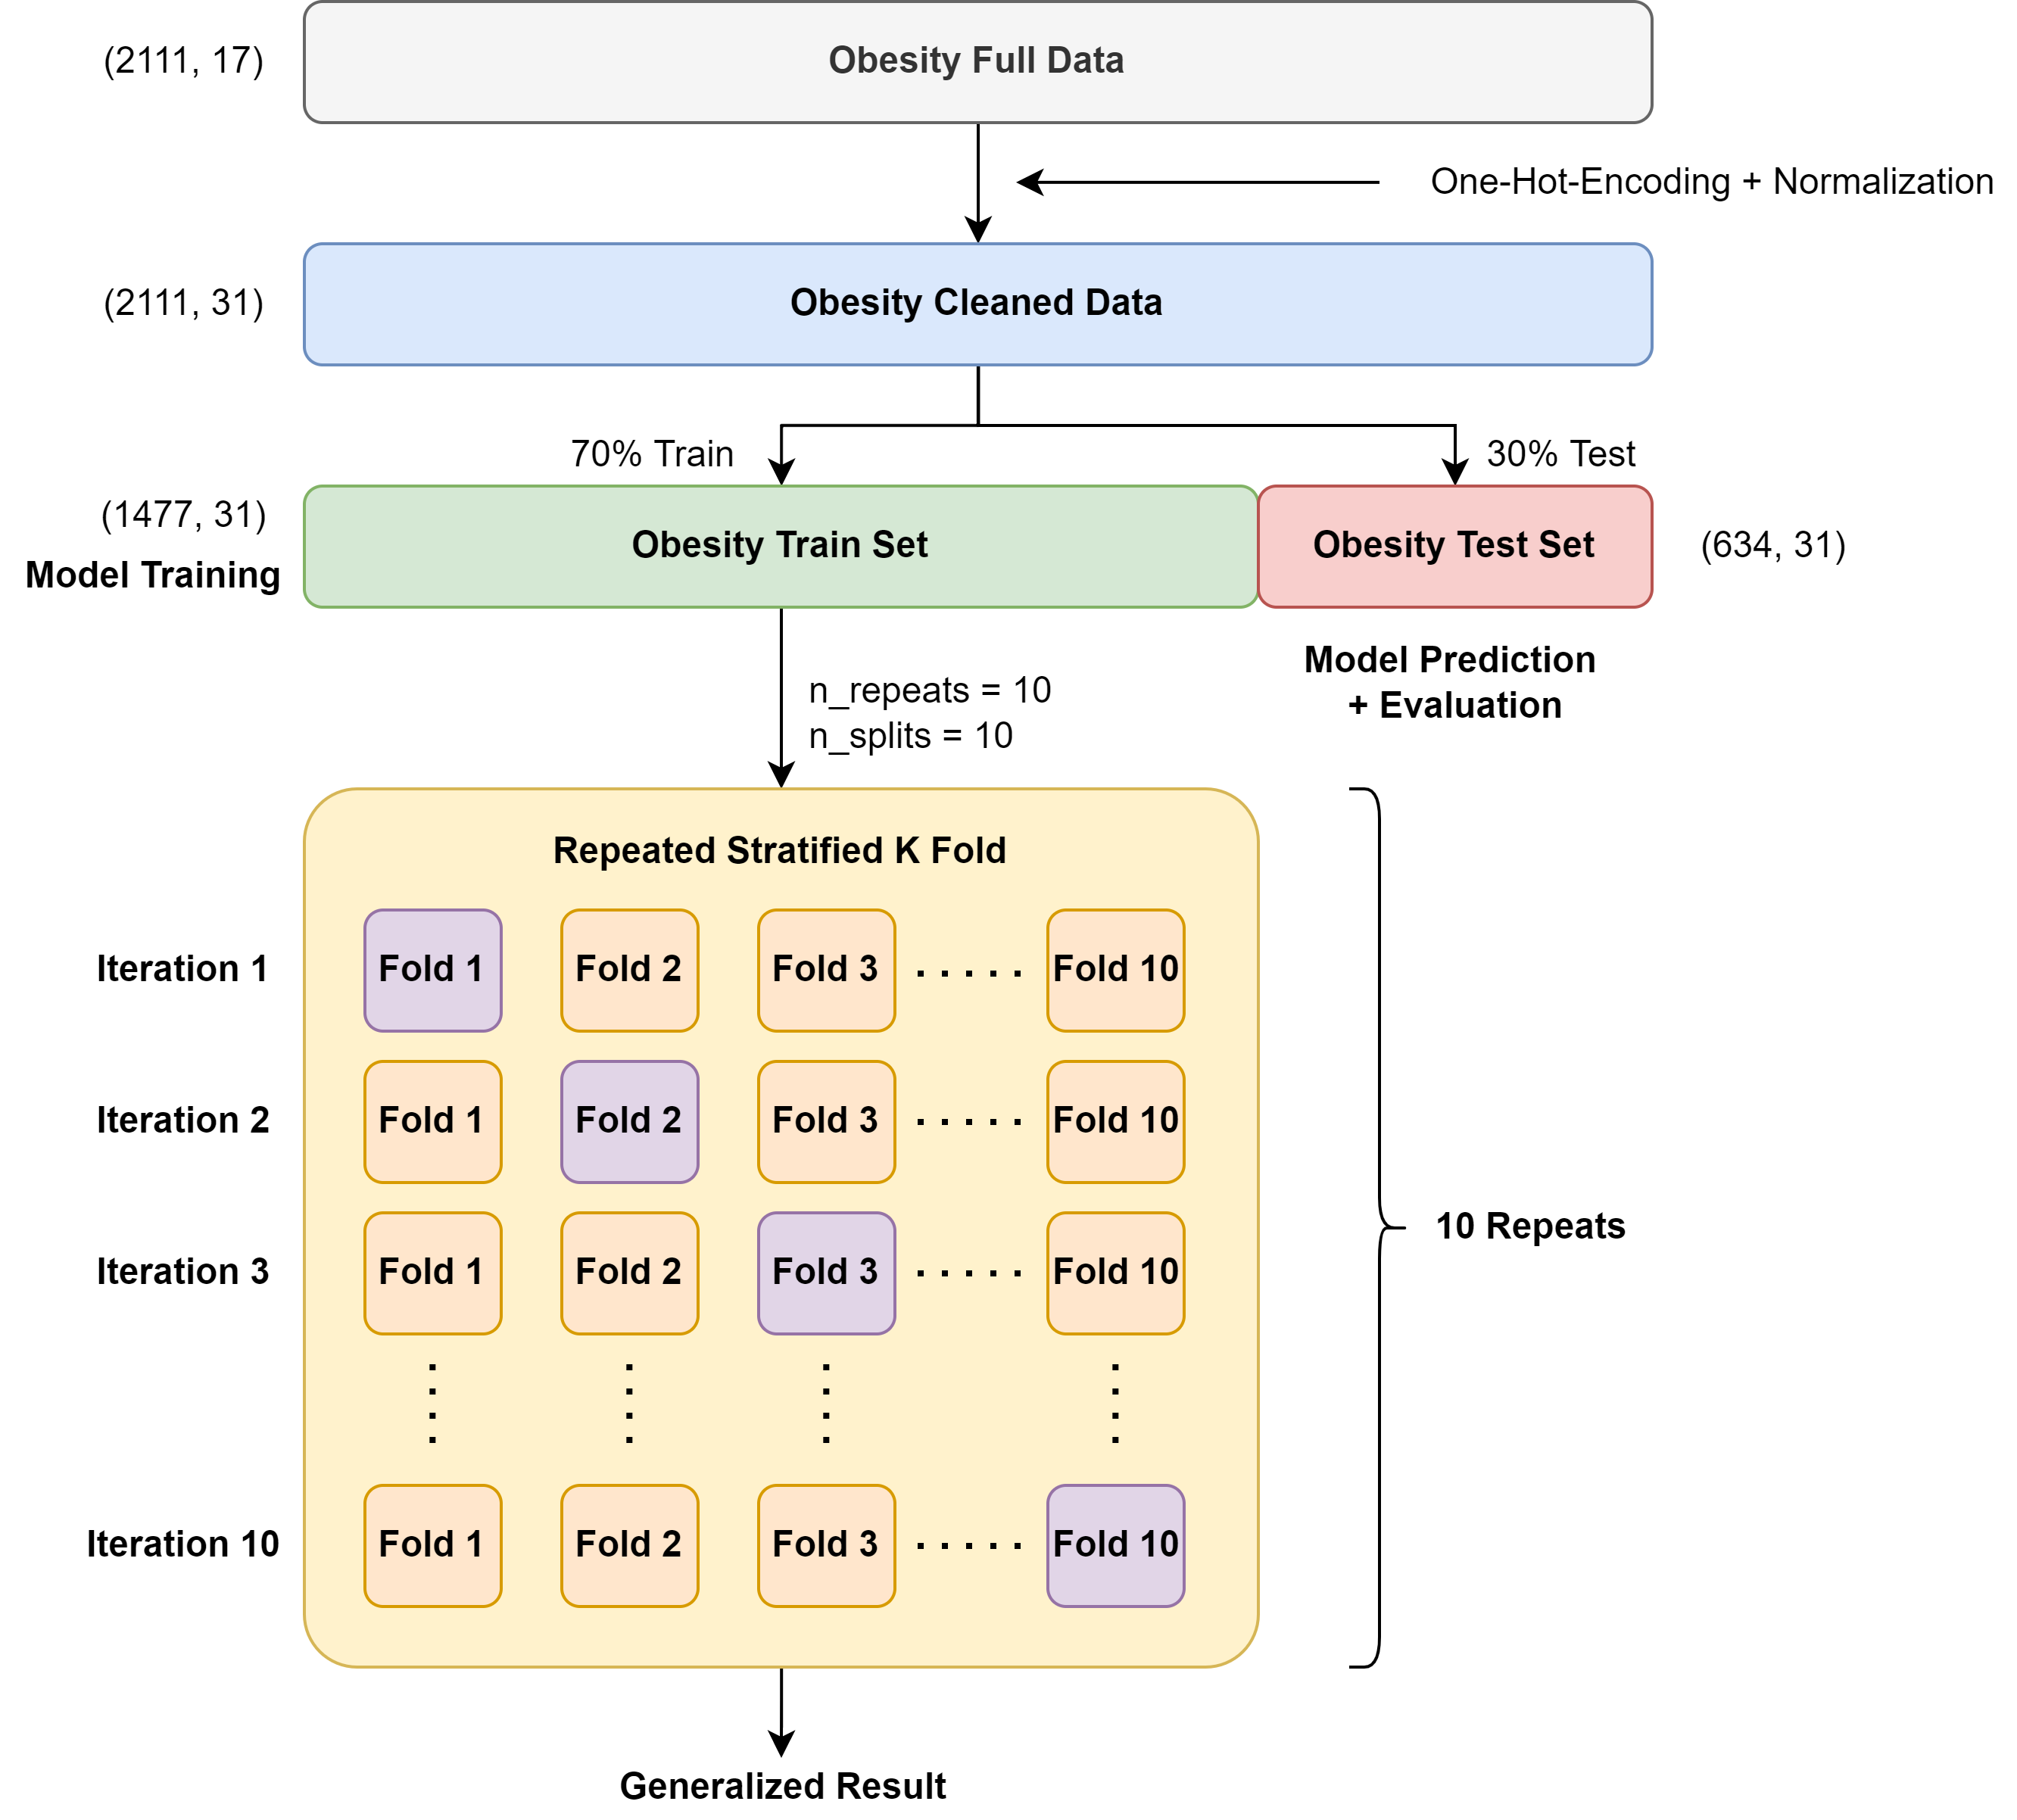 (2111, 17)
Obesity Full Data
One-Hot-Encoding + Normalization
(2111, 31)
Obesity Cleaned Data
70% Train
30% Test
(1477, 31)
Model Training
Obesity Train Set
Obesity Test Set
(634, 31)
Model Prediction
+ Evaluation
n_repeats = 10
n_splits = 10
Repeated Stratified K Fold
Iteration 1
Fold 1
Fold 2
Fold 3
. . . . .
Fold 10
Iteration 2
Fold 1
Fold 2
Fold 3
. . . . .
Fold 10
10 Repeats
Iteration 3
Fold 1
Fold 2
Fold 3
. . . . .
Fold 10
Iteration 10
Fold 1
Fold 2
Fold 3
. . . . .
Fold 10
Generalized Result